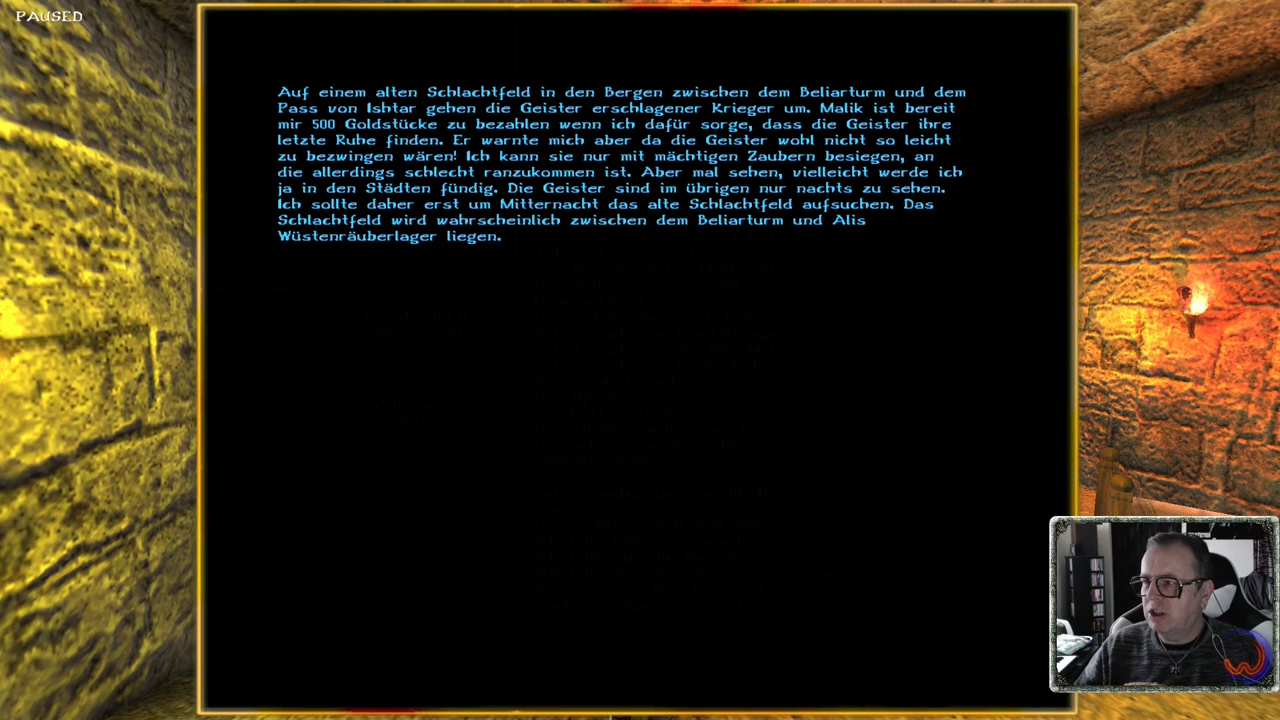 PAUSED
Auf einem alten Schlachtfeld in den Bergen zwischen dem Beliarturm und dem
Pass von Ishtar gehen die Geister erschlagener Krieger um. Malik ist bereit
mir 500 Goldstücke zu bezahlen wenn ich dafür sorge, dass die Geister ihre
letzte Ruhe finden. Er warnte mich aber da die Geister wohl nicht so leicht
zu bezwingen wären! Ich kann sie nur mit mächtigen Zaubern besiegen, an
die allerdings schlecht ranzukommen ist. Aber mal sehen, vielleicht werde ich
ja in den Städten fündig. Die Geister sind im übrigen nur nachts zu sehen.
Ich sollte daher erst um Mitternacht das alte Schlachtfeld aufsuchen. Das
Schlachtfeld wird wahrscheinlich zwischen dem Beliarturm und Alis
Wüstenräuberlager liegen.